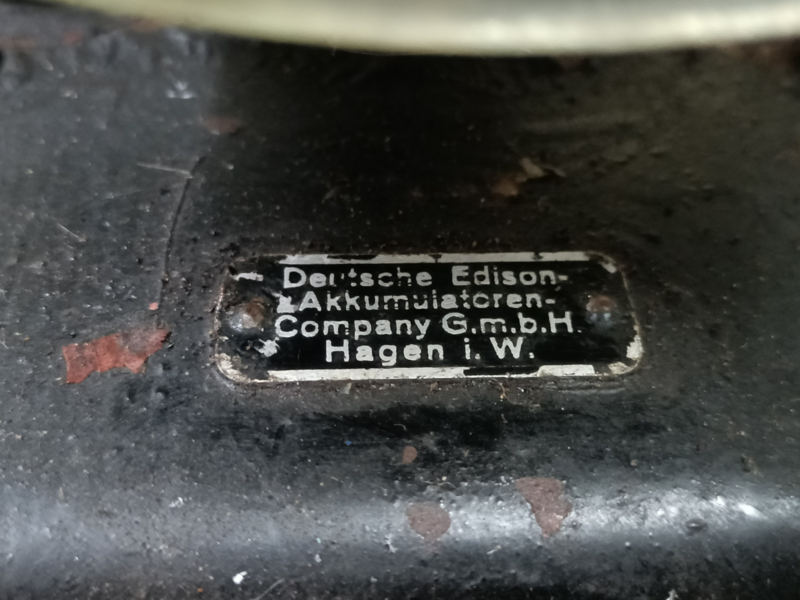 Deutsche Edison-
Akkumulatoren-
Company G.m.b.H.
Hagen i. W.